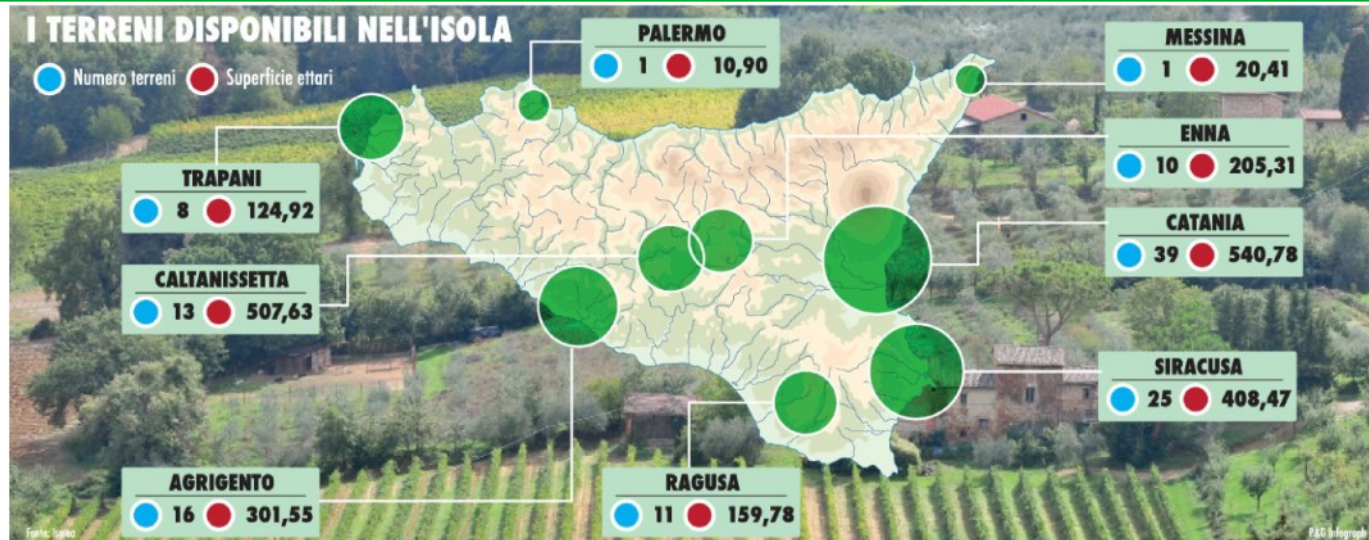 I TERRENI DISPONIBILI NELL'ISOLA
Numero terreni Superficie ettari
PALERMO
1 10,90
MESSINA
1 20,41
ENNA
10 205,31
TRAPANI
8 124,92
CATANIA
39 540,78
CALTANISSETTA
13 507,63
SIRACUSA
25 408,47
AGRIGENTO
16 301,55
RAGUSA
11 159,78
Fonte: Ismea
P&G Infograph